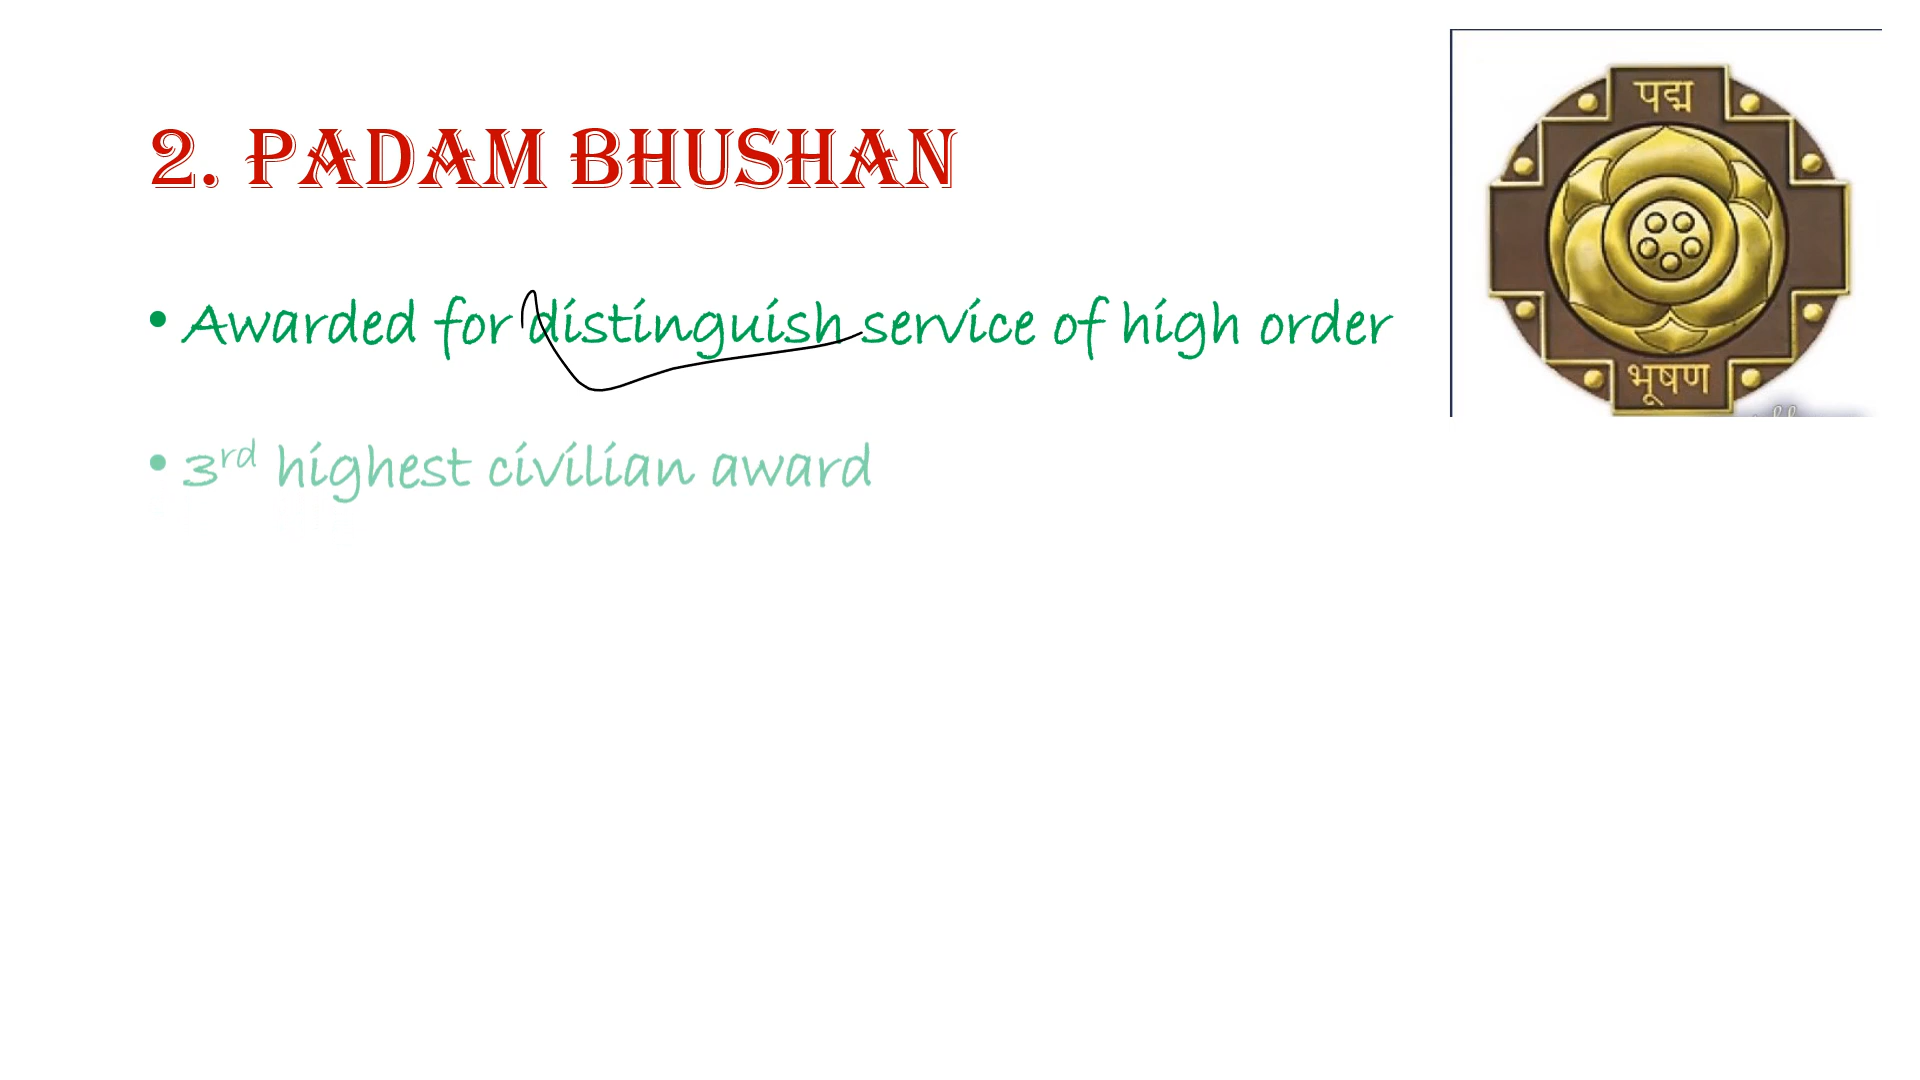 2. PADAM BHUSHAN
• Awarded for distinguish service of high order
• 3rd highest civilian award
पद्म
भूषण